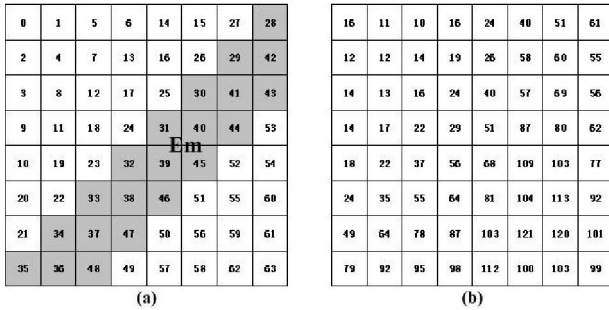 0 1 5 6 14 15 27 28 16 11 10 16 24 40 51 61
2 4 7 13 16 26 29 42 12 12 14 19 26 58 60 55
3 8 12 17 25 30 41 43 14 13 16 24 40 57 69 56
9 11 18 24 31 40 44 53 14 17 22 29 51 87 80 62
Em
10 19 23 32 39 45 52 54 18 22 37 56 68 109 103 77
20 22 33 38 46 51 55 60 24 35 55 64 81 104 113 92
21 34 37 47 50 56 59 61 49 64 78 87 103 121 120 101
35 36 48 49 57 58 62 63 79 92 95 98 112 100 103 99
(a) (b)